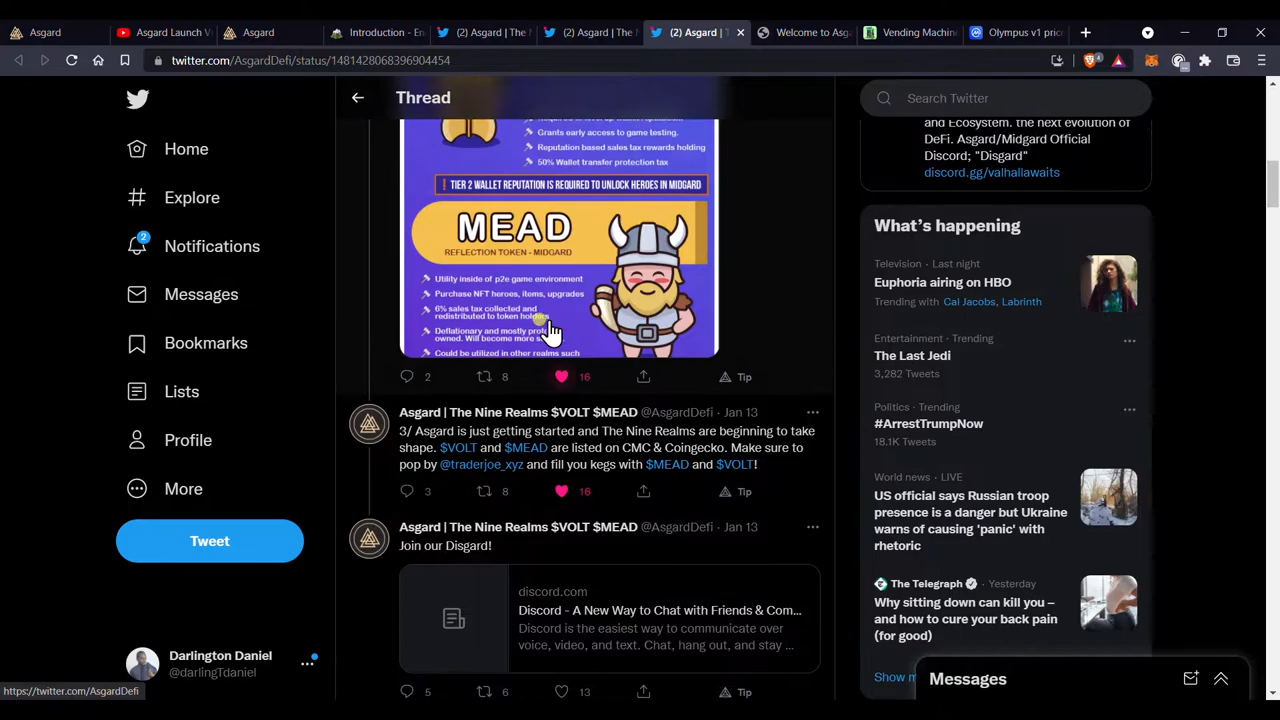 Asgard
Asgard Launch V
Asgard
Introduction - En
(2) Asgard | The N
(2) Asgard | The N
(2) Asgard | T
Welcome to Asg
Vending Machin
Olympus v1 price
twitter.com/AsgardDefi/status/1481428068396904454
4
Home
Explore
2
Notifications
Messages
Bookmarks
Lists
Profile
More
Tweet
Darlington Daniel
@darlingTdaniel
https://twitter.com/AsgardDefi
Thread
Grants early access to game testing.
Reputation based sales tax rewards holding
50% Wallet transfer protection tax
TIER 2 WALLET REPUTATION IS REQUIRED TO UNLOCK HEROES IN MIDGARD
MEAD
REFLECTION TOKEN - MIDGARD
Utility inside of p2e game environment
Purchase NFT heroes, items, upgrades
6% sales tax collected and
redistributed to token holders
Deflationary and mostly
owned. Will become more
Could be utilized in other realms such
2 8 16 Tip
Asgard | The Nine Realms $VOLT $MEAD @AsgardDefi · Jan 13
3/ Asgard is just getting started and The Nine Realms are beginning to take
shape. $VOLT and $MEAD are listed on CMC & Coingecko. Make sure to
pop by @traderjoe_xyz and fill you kegs with $MEAD and $VOLT!
3 8 16 Tip
Asgard | The Nine Realms $VOLT $MEAD @AsgardDefi · Jan 13
Join our Disgard!
discord.com
Discord - A New Way to Chat with Friends & Com...
Discord is the easiest way to communicate over
voice, video, and text. Chat, hang out, and stay ...
5 6 13 Tip
Search Twitter
and Ecosystem. the next evolution of
DeFi. Asgard/Midgard Official
Discord; "Disgard"
discord.gg/valhallawaits
What's happening
Television · Last night
Euphoria airing on HBO
Trending with Cal Jacobs, Labrinth
Entertainment · Trending
The Last Jedi
3,282 Tweets
Politics · Trending
#ArrestTrumpNow
18.1K Tweets
World news · LIVE
US official says Russian troop
presence is a danger but Ukraine
warns of causing 'panic' with
rhetoric
The Telegraph · Yesterday
Why sitting down can kill you –
and how to cure your back pain
(for good)
Show m
Messages